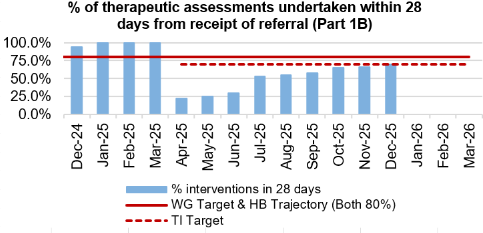 % of therapeutic assessments undertaken within 28
days from receipt of referral (Part 1B)
100.0%
75.0%
50.0%
25.0%
0.0%
Dec-24
Jan-25
Feb-25
Mar-25
Apr-25
May-25
Jun-25
Jul-25
Aug-25
Sep-25
Oct-25
Nov-25
Dec-25
Jan-26
Feb-26
Mar-26
% interventions in 28 days
WG Target & HB Trajectory (Both 80%)
TI Target